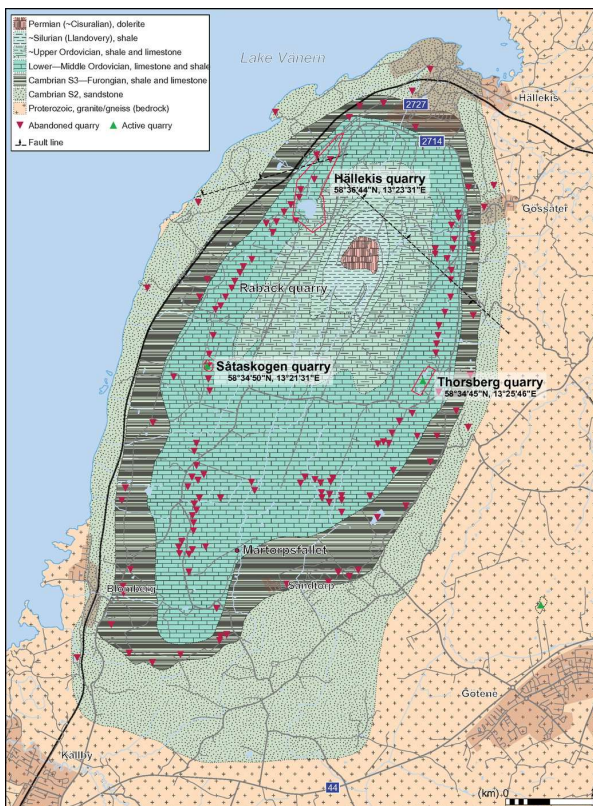 Permian (~Cisuralian), dolerite
~Silurian (Llandovery), shale
~Upper Ordovician, shale and limestone
Lower—Middle Ordovician, limestone and shale
Cambrian S3—Furongian, shale and limestone
Cambrian S2, sandstone
Proterozoic, granite/gneiss (bedrock)
Abandoned quarry
Active quarry
Fault line
Lake Vänern
Hällekis
2727
2714
Hällekis quarry
58°36'44"N, 13°23'31"E
Gössäter
Råbäck quarry
Såtaskogen quarry
58°34'50"N, 13°21'31"E
Thorsberg quarry
58°34'45"N, 13°25'46"E
Mårtorpsfallet
Blomberg
Sandtorp
Götene
Källby
44
(km) 0